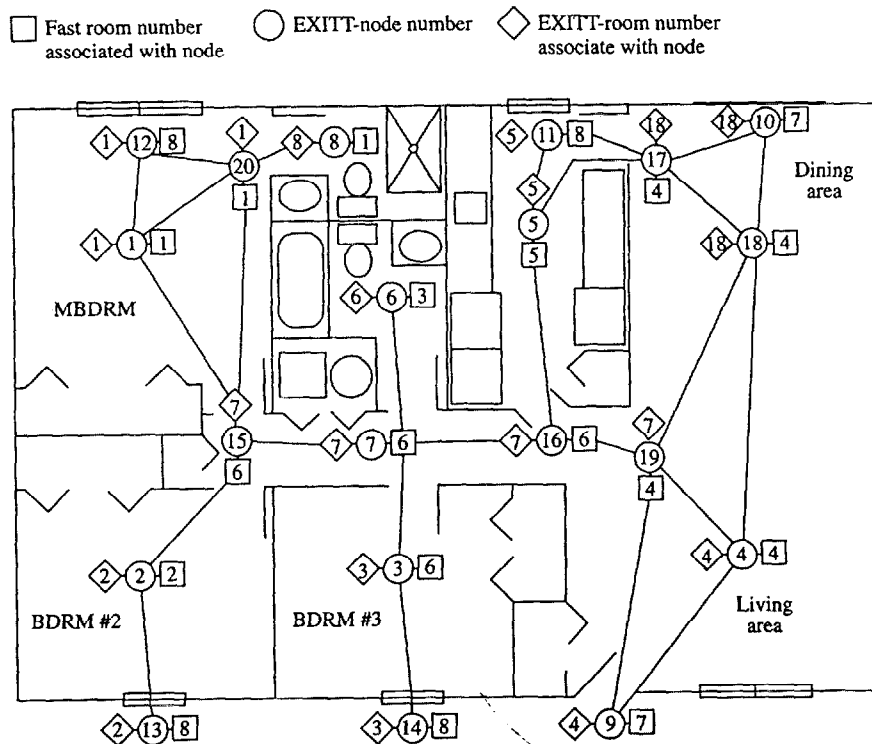 Fast room number
associated with node
EXITT-node number
EXITT-room number
associate with node
1 12 8
1
20
1
8 8 1
5 11 8
18
17
4
18 10 7
Dining
area
1 1 1
5
5
5
18 18 4
MBDRM
6 6 3
7
15
6
7 7 6
7 16 6
7
19
4
2 2 2
3 3 6
4 4 4
BDRM #2
BDRM #3
Living
area
2 13 8
3 14 8
4 9 7